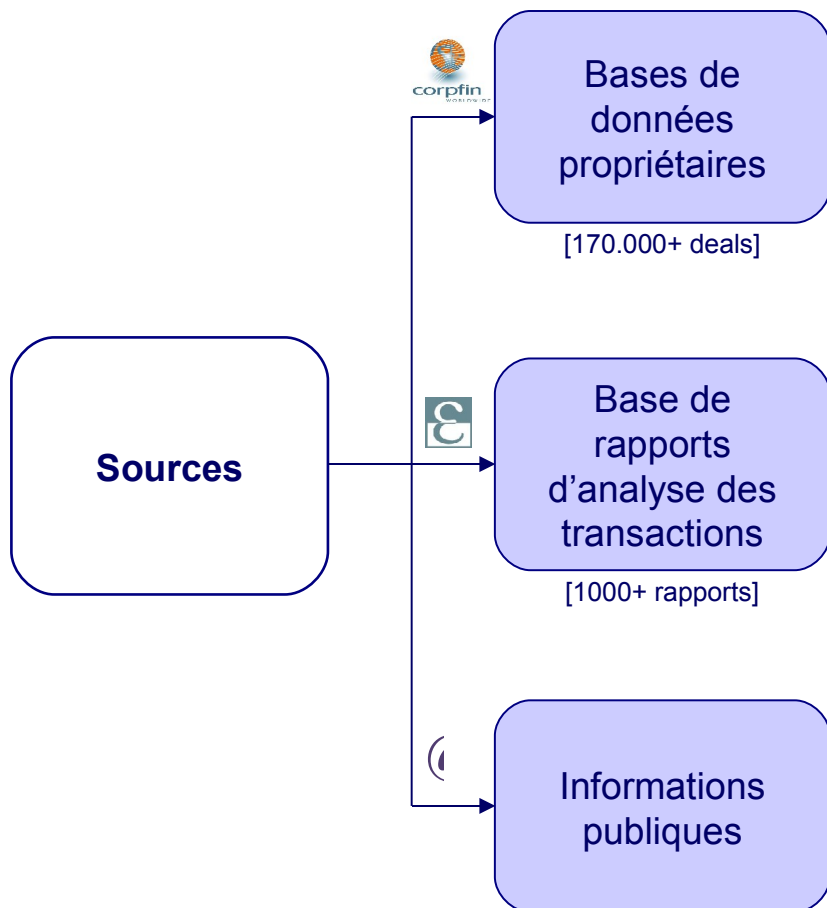 corpfin
WORLDWIDE
Bases de
données
propriétaires
[170.000+ deals]
Sources
Base de
rapports
d’analyse des
transactions
[1000+ rapports]
Informations
publiques